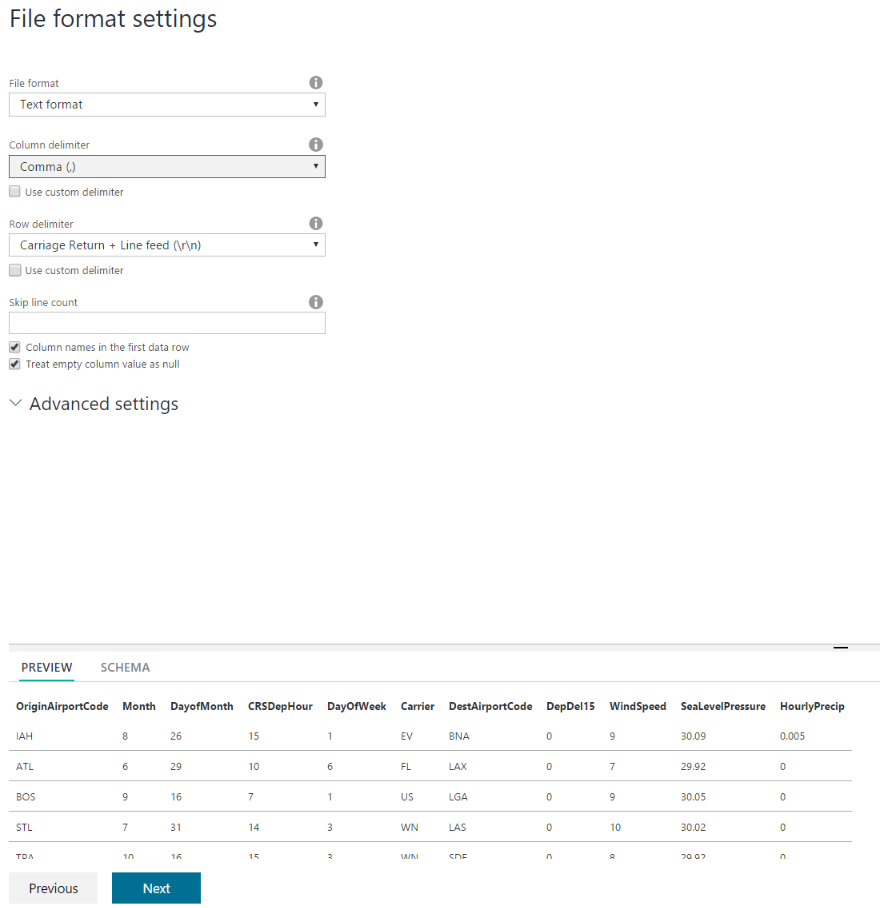 File format settings
File format
Text format
Column delimiter
Comma (,)
Use custom delimiter
Row delimiter
Carriage Return + Line feed (\r\n)
Use custom delimiter
Skip line count
Column names in the first data row
Treat empty column value as null
Advanced settings
PREVIEW SCHEMA
OriginAirportCode Month DayofMonth CRSDepHour DayOfWeek Carrier DestAirportCode DepDel15 WindSpeed SeaLevelPressure HourlyPrecip
IAH 8 26 15 1 EV BNA 0 9 30.09 0.005
ATL 6 29 10 6 FL LAX 0 7 29.92 0
BOS 9 16 7 1 US LGA 0 9 30.05 0
STL 7 31 14 3 WN LAS 0 10 30.02 0
TPA 10 16 15 3 WN SDF 0 8 29.92 0
Previous Next